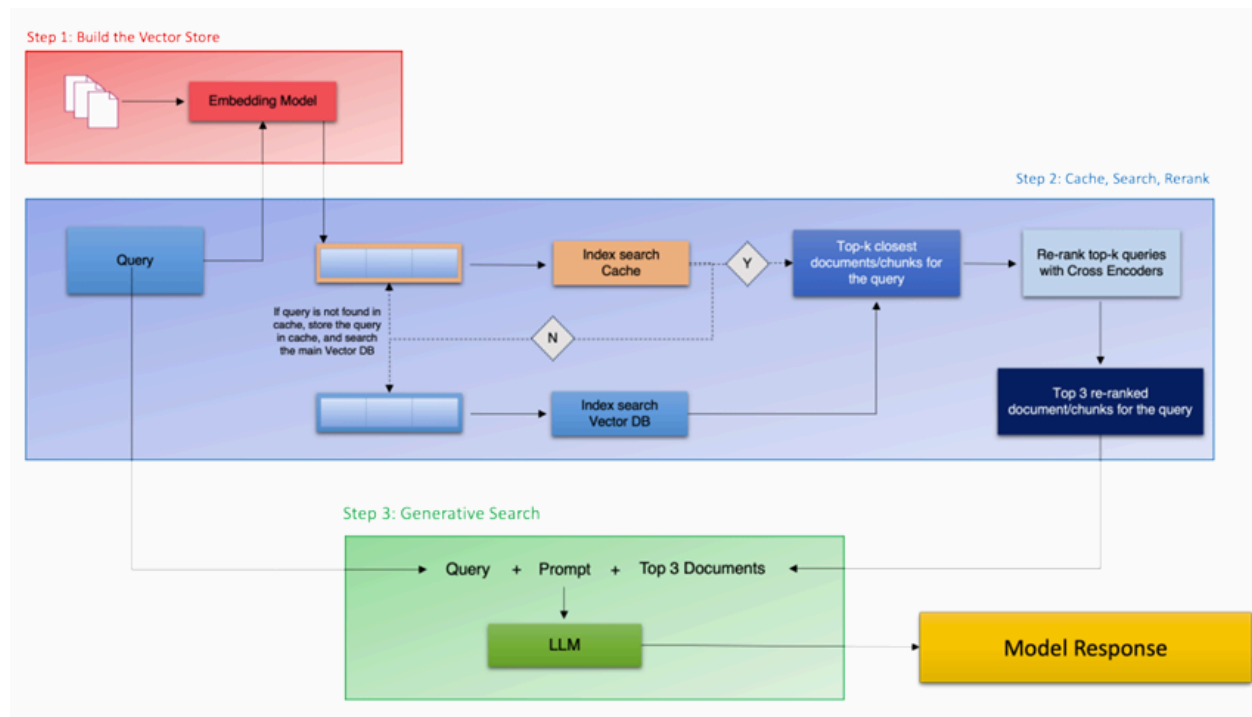 Step 1: Build the Vector Store
Embedding Model
Step 2: Cache, Search, Rerank
Query
Index search
Cache
Y
Top-k closest
documents/chunks for
the query
Re-rank top-k queries
with Cross Encoders
If query is not found in
cache, store the query
in cache, and search
the main Vector DB
N
Index search
Vector DB
Top 3 re-ranked
document/chunks for the query
Step 3: Generative Search
Query + Prompt + Top 3 Documents
LLM
Model Response